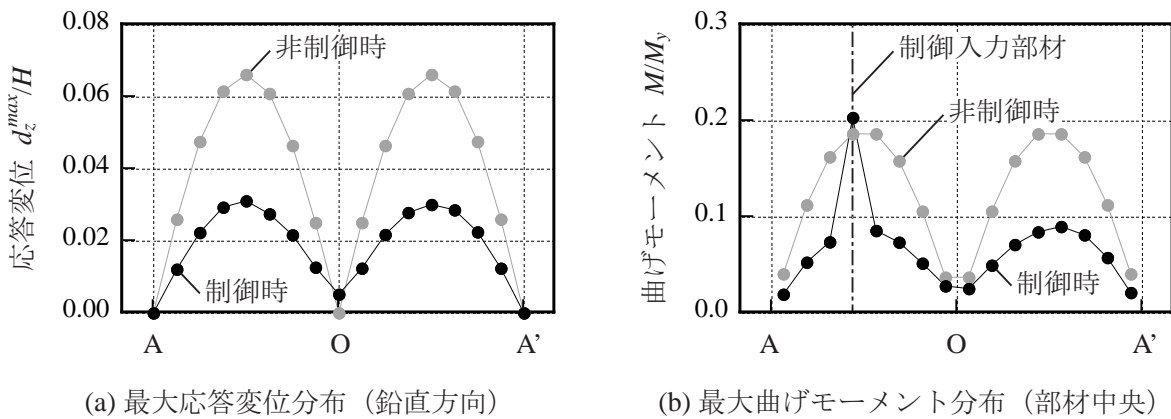 応答変位 d_z^{max}/H
0.08
0.06
0.04
0.02
0.00
非制御時
制御時
A
O
A’
(a) 最大応答変位分布（鉛直方向）
曲げモーメント M/M_y
0.3
0.2
0.1
0.0
制御入力部材
非制御時
制御時
A
O
A’
(b) 最大曲げモーメント分布（部材中央）